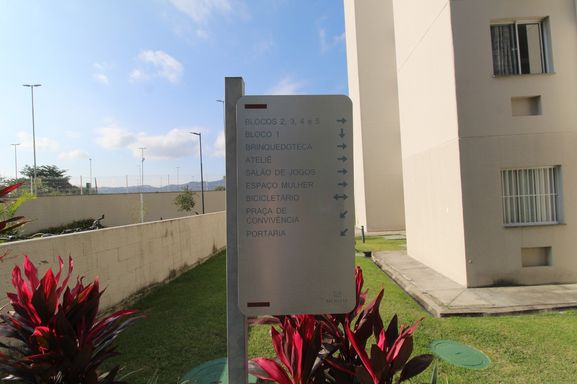 BLOCOS 2, 3, 4 e 5 →
BLOCO 1 ↓
BRINQUEDOTECA →
ATELIÊ →
SALÃO DE JOGOS →
ESPAÇO MULHER →
BICICLETÁRIO ↔
PRAÇA DE
CONVIVÊNCIA ↙
PORTARIA ↙